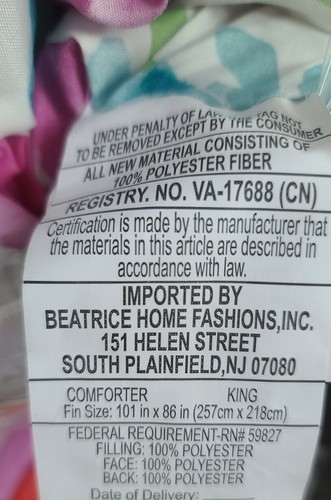 UNDER PENALTY OF LAW TAG NOT
TO BE REMOVED EXCEPT BY THE CONSUMER
ALL NEW MATERIAL CONSISTING OF
100% POLYESTER FIBER
REGISTRY. NO. VA-17688 (CN)
Certification is made by the manufacturer that
the materials in this article are described in
accordance with law.
IMPORTED BY
BEATRICE HOME FASHIONS,INC.
151 HELEN STREET
SOUTH PLAINFIELD,NJ 07080
COMFORTER KING
Fin Size: 101 in x 86 in (257cm x 218cm)
FEDERAL REQUIREMENT-RN# 59827
FILLING: 100% POLYESTER
FACE: 100% POLYESTER
BACK: 100% POLYESTER
Date of Delivery: